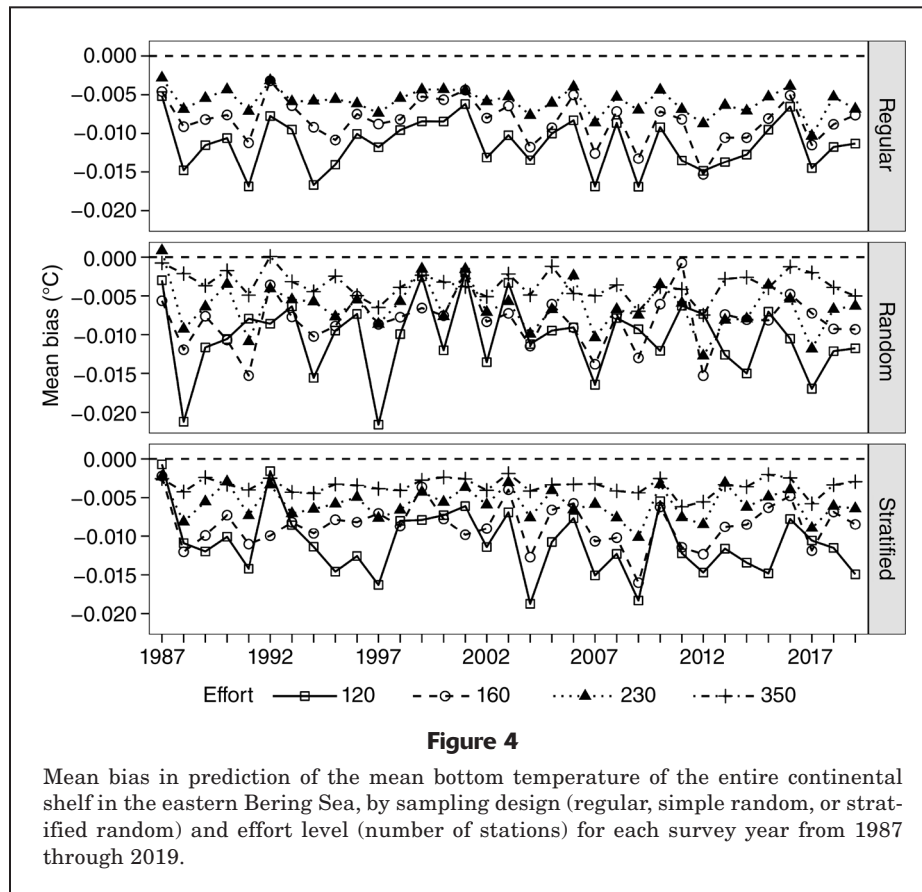 0.000
−0.005
−0.010
−0.015
−0.020
Regular
0.000
−0.005
−0.010
−0.015
−0.020
Random
Mean bias (°C)
0.000
−0.005
−0.010
−0.015
−0.020
Stratified
1987 1992 1997 2002 2007 2012 2017
Effort 120 160 230 350
Figure 4
Mean bias in prediction of the mean bottom temperature of the entire continental
shelf in the eastern Bering Sea, by sampling design (regular, simple random, or strat-
ified random) and effort level (number of stations) for each survey year from 1987
through 2019.